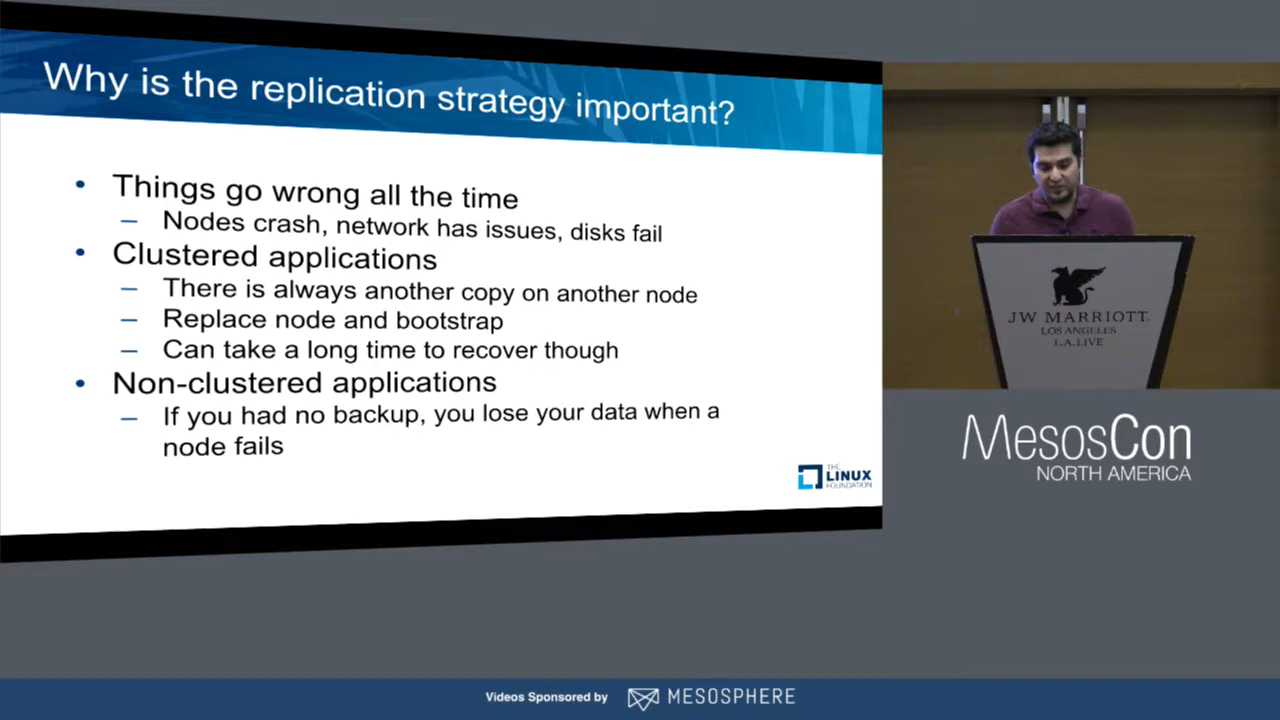 Why is the replication strategy important?
• Things go wrong all the time
– Nodes crash, network has issues, disks fail
• Clustered applications
– There is always another copy on another node
– Replace node and bootstrap
– Can take a long time to recover though
• Non-clustered applications
– If you had no backup, you lose your data when a
node fails
THE
LINUX
FOUNDATION
JW MARRIOTT
LOS ANGELES
L.A. LIVE
MesosCon
NORTH AMERICA
Videos Sponsored by
MESOSPHERE